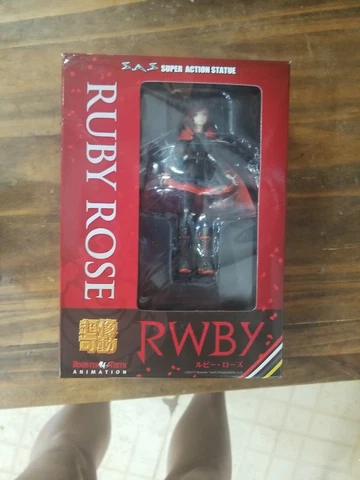 S.A.S SUPER ACTION STATUE
RUBY ROSE
超像
可動
RWBY
ルビー・ローズ
ROOSTER TEETH
ANIMATION